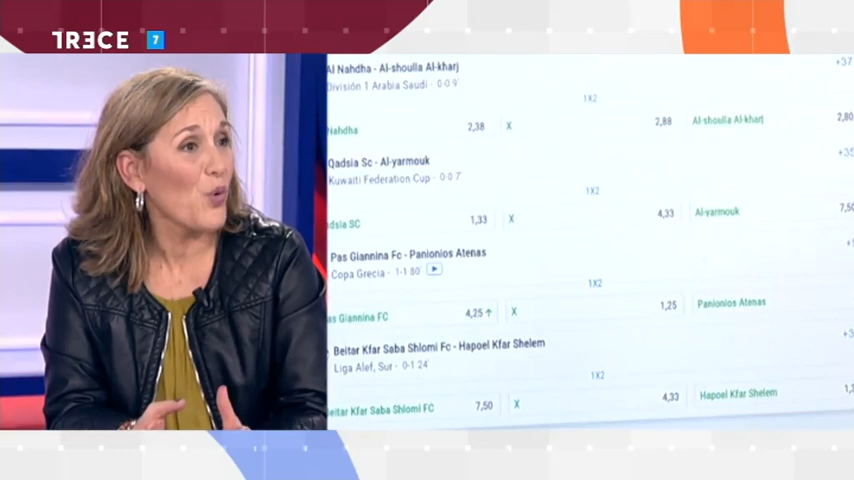 TRECE 7
Al Nahdha - Al-shoulla Al-kharj
División 1 Arabia Saudí · 0-0 9'
+37
1X2
Nahdha 2,38 X 2,88 Al-shoulla Al-kharj 2,80
Qadsia Sc - Al-yarmouk
+35
Kuwaiti Federation Cup · 0-0 7'
1X2
adsia SC 1,33 X 4,33 Al-yarmouk 7,50
Pas Giannina Fc - Panionios Atenas
Copa Grecia · 1-1 80'
1X2
as Giannina FC 4,25 ↑ X 1,25 Panionios Atenas
Beitar Kfar Saba Shlomi Fc - Hapoel Kfar Shelem
Liga Alef, Sur · 0-1 24'
1X2
Beitar Kfar Saba Shlomi FC 7,50 X 4,33 Hapoel Kfar Shelem